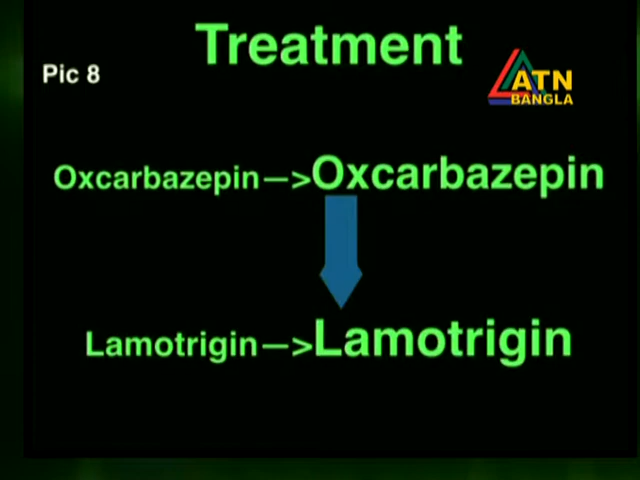 Treatment
Pic 8
ATN
BANGLA
Oxcarbazepin—>Oxcarbazepin
Lamotrigin—>Lamotrigin